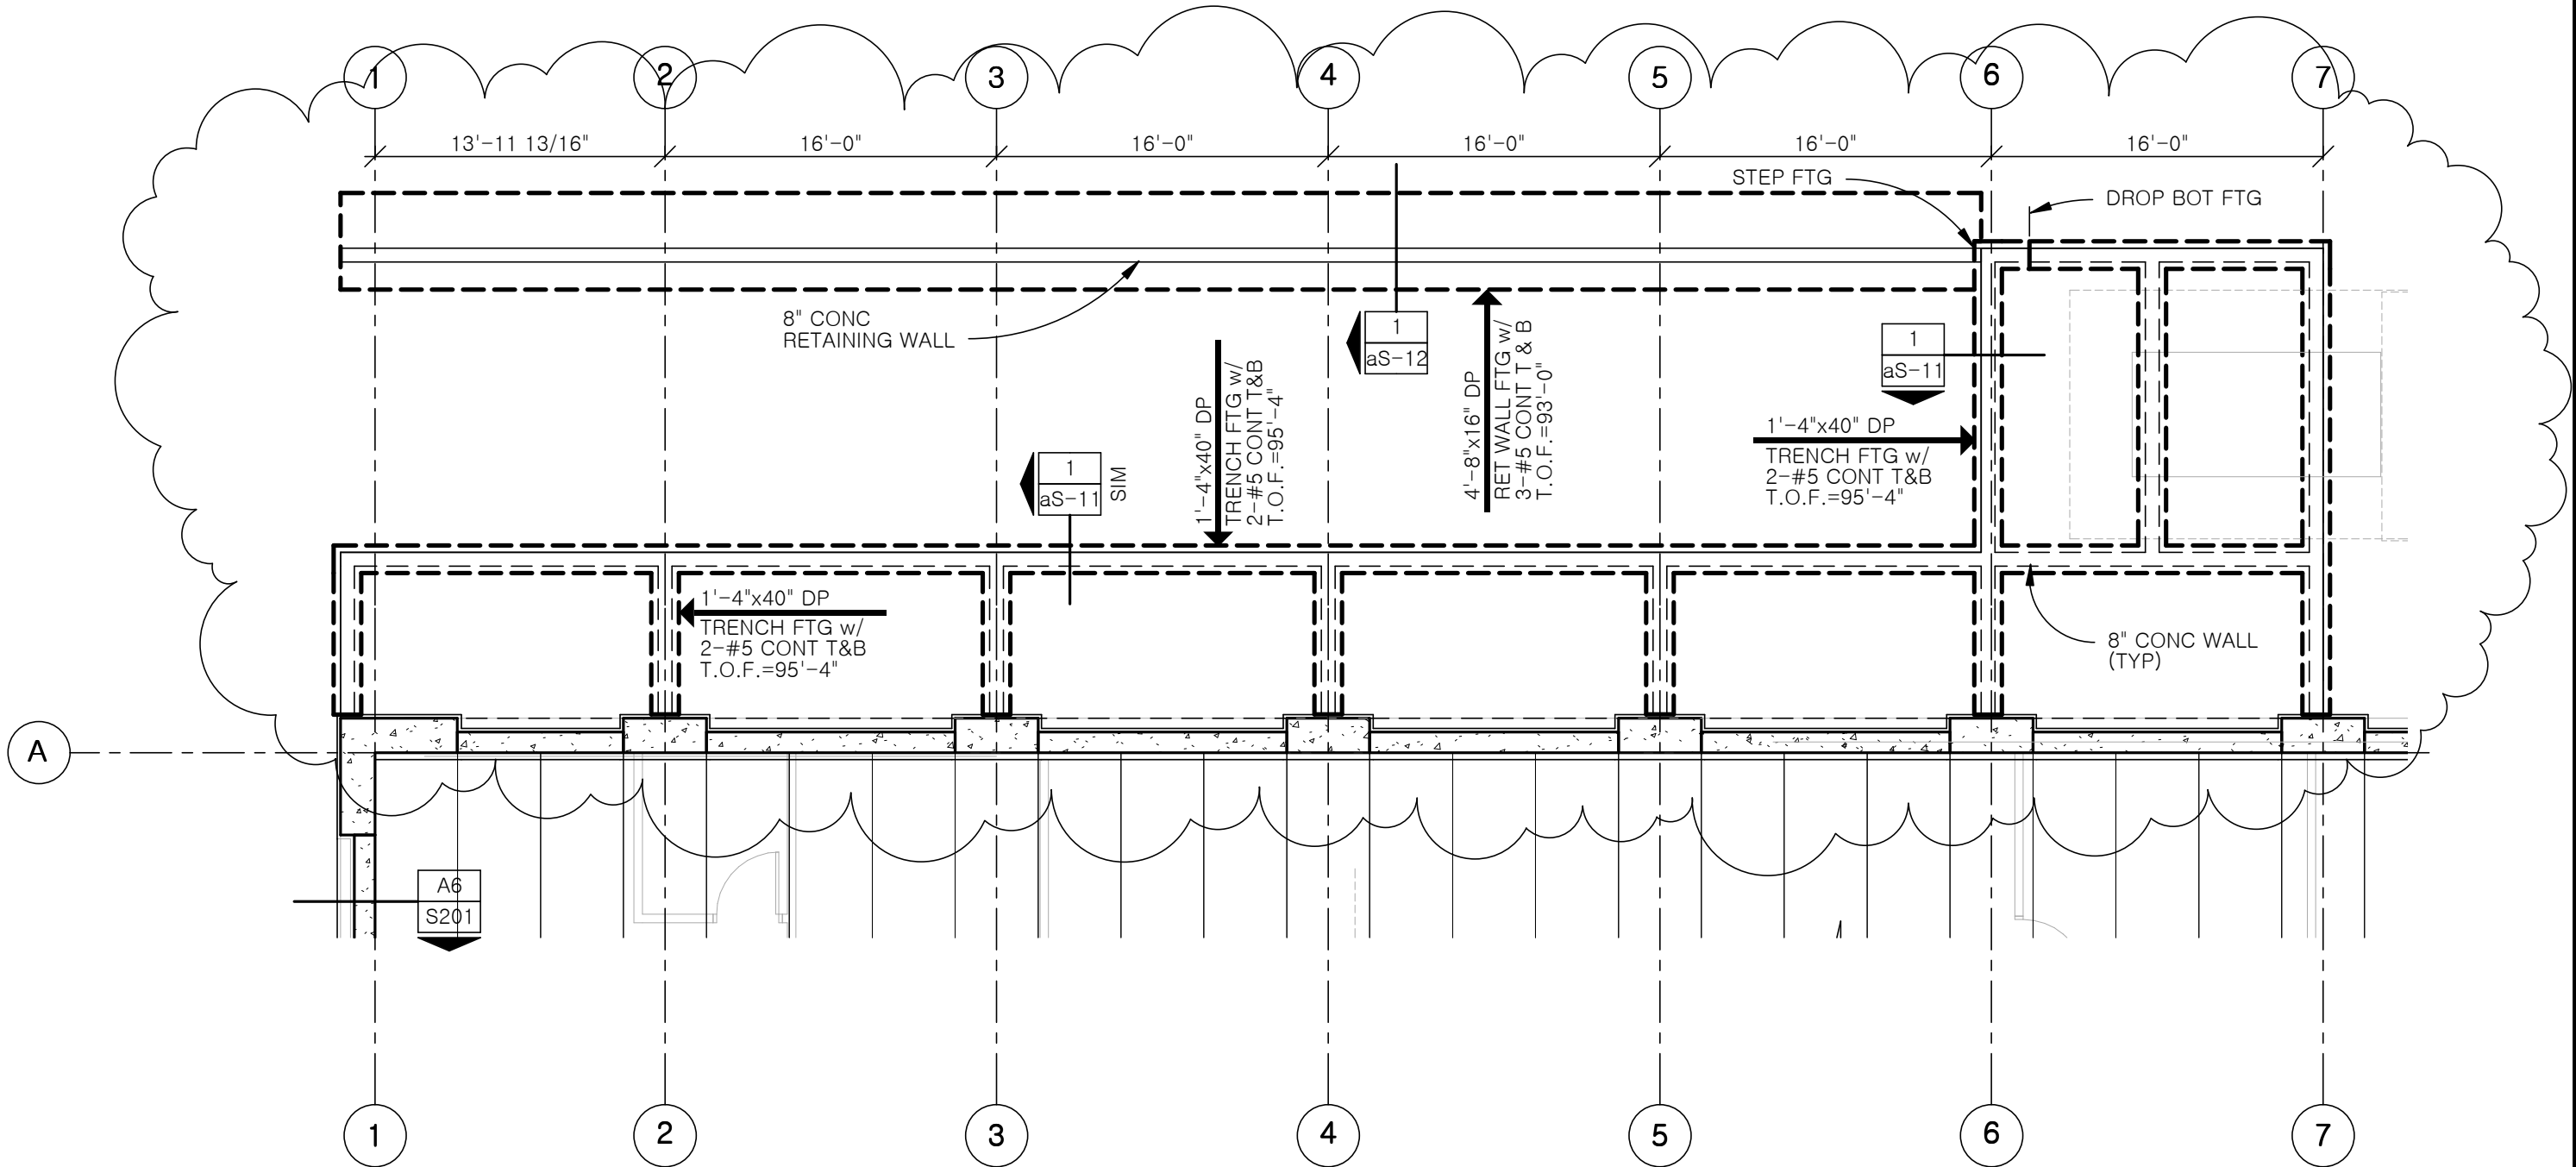 1
2
3
4
5
6
7
13'-11 13/16"
16'-0"
16'-0"
16'-0"
16'-0"
16'-0"
STEP FTG
DROP BOT FTG
8" CONC
RETAINING WALL
1
aS-12
1
aS-11
1'-4"x40" DP
TRENCH FTG w/
2-#5 CONT T&B
T.O.F.=95'-4"
4'-8"x16" DP
RET WALL FTG w/
3-#5 CONT T & B
T.O.F.=93'-0"
1'-4"x40" DP
TRENCH FTG w/
2-#5 CONT T&B
T.O.F.=95'-4"
1
aS-11
SIM
1'-4"x40" DP
TRENCH FTG w/
2-#5 CONT T&B
T.O.F.=95'-4"
8" CONC WALL
(TYP)
A
A6
S201
1
2
3
4
5
6
7